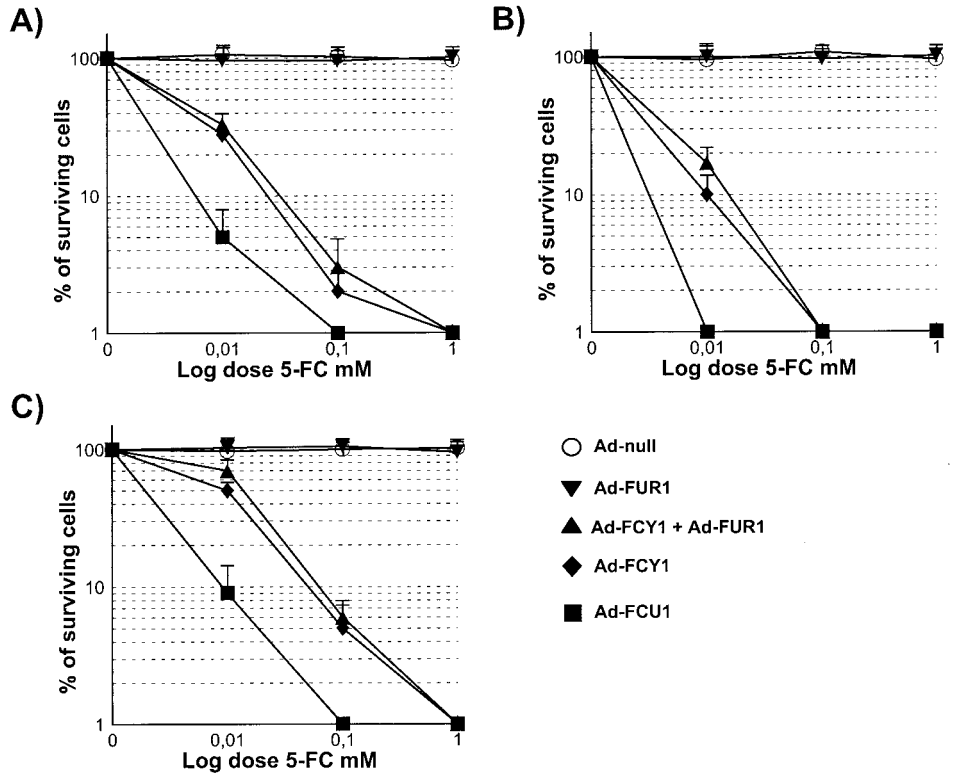 A)
% of surviving cells
100
10
1
0
0,01
0,1
1
Log dose 5-FC mM
B)
% of surviving cells
100
10
1
0
0,01
0,1
1
Log dose 5-FC mM
C)
% of surviving cells
100
10
1
0
0,01
0,1
1
Log dose 5-FC mM
Ad-null
Ad-FUR1
Ad-FCY1 + Ad-FUR1
Ad-FCY1
Ad-FCU1